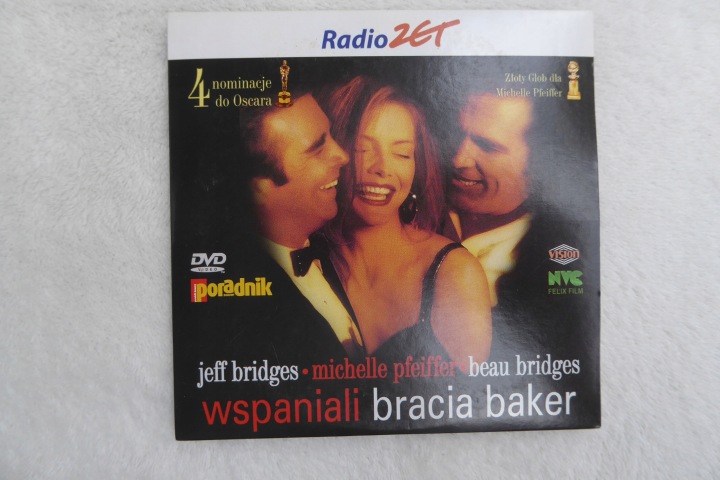 Radio ZET
4 nominacje
do Oscara
Złoty Glob dla
Michelle Pfeiffer
DVD
VIDEO
poradnik
VISION
NVC
FELIX FILM
jeff bridges • michelle pfeiffer • beau bridges
wspaniali bracia baker